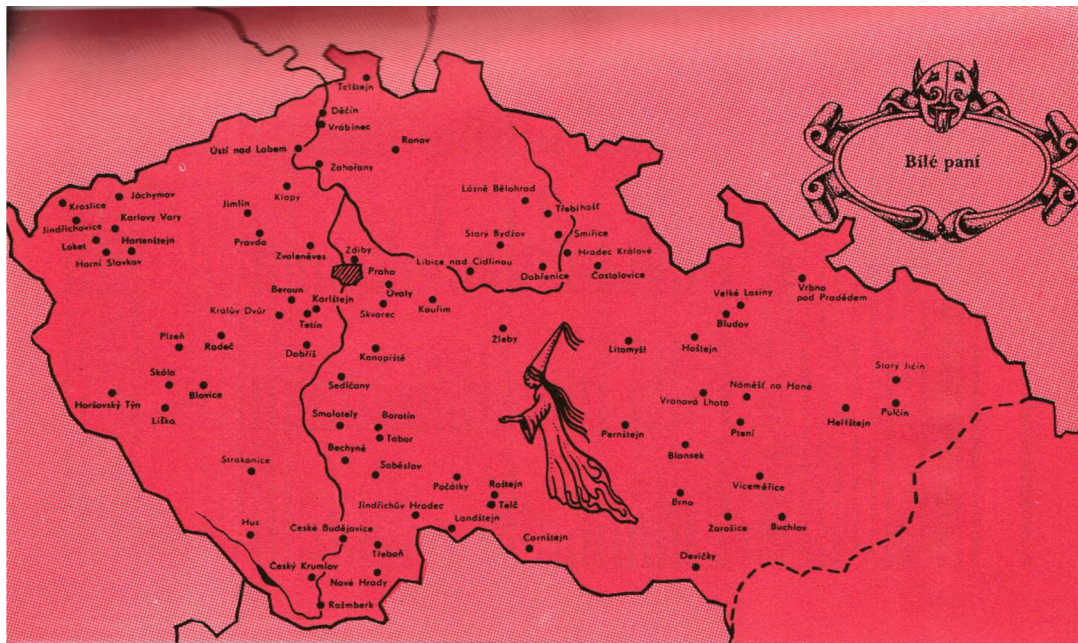 Bílé paní
Tolštejn
Děčín
Vrabinec
Ústí nad Labem
Ronov
Zahořany
Klapy
Jáchymov
Kraslice
Jindřichovice
Karlovy Vary
Loket
Hartenštejn
Horní Slavkov
Jimlín
Pravda
Zvoleněves
Zdiby
Praha
Lázně Bělohrad
Třebihošť
Smiřice
Starý Bydžov
Hradec Králové
Libice nad Cidlinou
Dobřenice
Častolovice
Úvaly
Beroun
Karlštejn
Králův Dvůr
Tetín
Skvorec
Kouřim
Plzeň
Radeč
Dobříš
Konopiště
Žleby
Litomyšl
Velké Losiny
Bludov
Hoštejn
Vrbno
pod Pradědem
Skála
Blovice
Sedlčany
Horšovský Týn
Liška
Smolotely
Borotín
Tábor
Bechyně
Soběslav
Strakonice
Počátky
Roštejn
Telč
Jindřichův Hradec
Landštejn
Hus
České Budějovice
Třeboň
Český Krumlov
Nové Hrady
Rožmberk
Cornštejn
Pernštejn
Vranová Lhota
Náměšť na Hané
Ptení
Blansek
Starý Jičín
Pulčín
Helfštejn
Brno
Viceměřice
Žarošice
Buchlov
Devičky